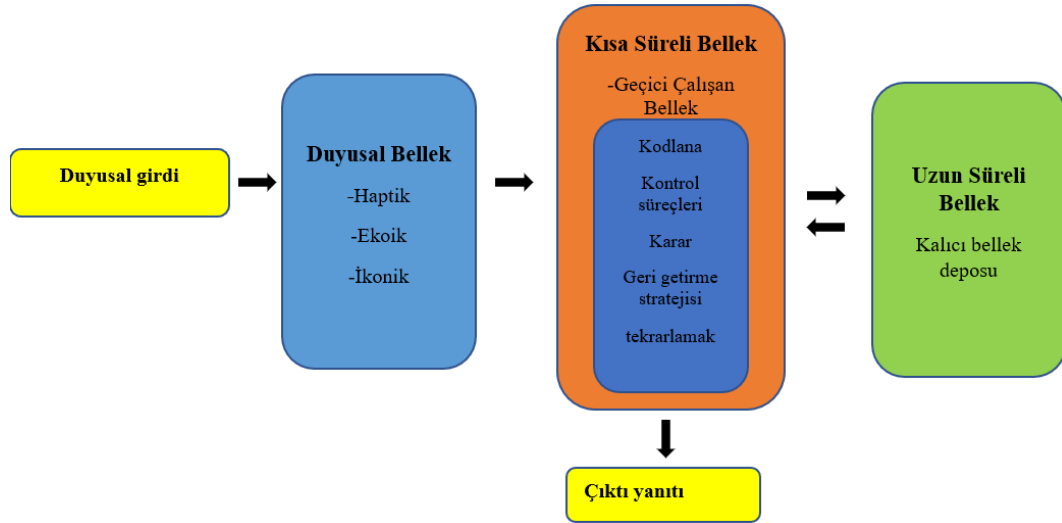 Duyusal girdi
Duyusal Bellek
-Haptik
-Ekoik
-İkonik
Kısa Süreli Bellek
-Geçici Çalışan
Bellek
Kodlana
Kontrol
süreçleri
Karar
Geri getirme
stratejisi
tekrarlamak
Uzun Süreli
Bellek
Kalıcı bellek
deposu
Çıktı yanıtı